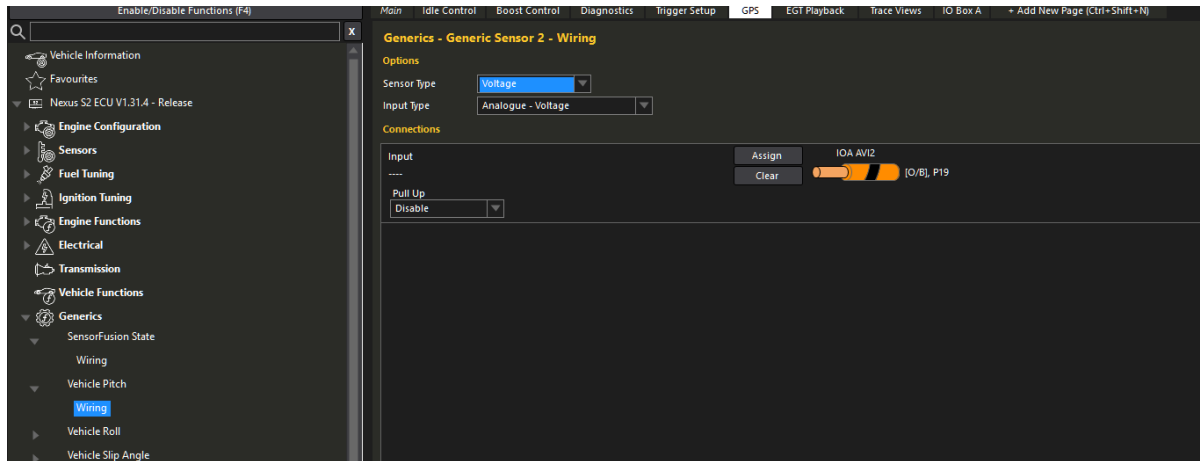 Enable/Disable Functions (F4)
Main Idle Control Boost Control Diagnostics Trigger Setup GPS EGT Playback Trace Views IO Box A + Add New Page (Ctrl+Shift+N)
X
Vehicle Information
Favourites
Nexus S2 ECU V1.31.4 - Release
Engine Configuration
Sensors
Fuel Tuning
Ignition Tuning
Engine Functions
Electrical
Transmission
Vehicle Functions
Generics
SensorFusion State
Wiring
Vehicle Pitch
Wiring
Vehicle Roll
Vehicle Slip Angle
Generics - Generic Sensor 2 - Wiring
Options
Sensor Type Voltage
Input Type Analogue - Voltage
Connections
Input Assign IOA AVI2
---- Clear [O/B], P19
Pull Up
Disable